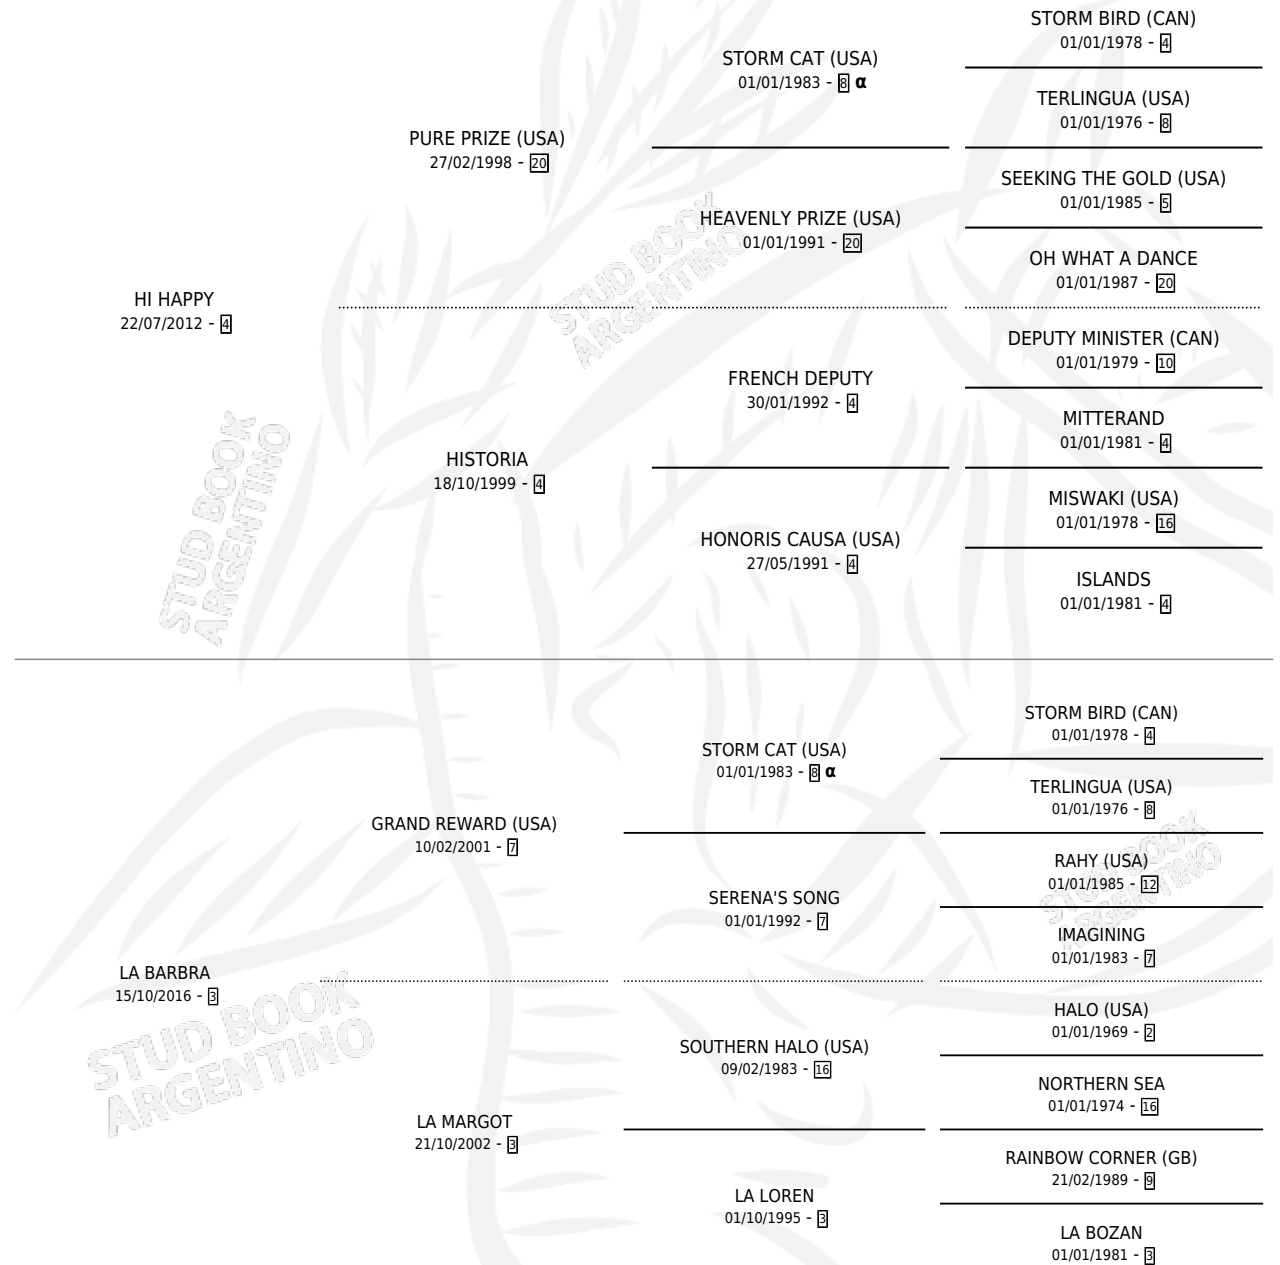 STORM BIRD (CAN)
01/01/1978 - 4
STORM CAT (USA)
01/01/1983 - 8 α
TERLINGUA (USA)
01/01/1976 - 8
PURE PRIZE (USA)
27/02/1998 - 20
SEEKING THE GOLD (USA)
01/01/1985 - 5
HEAVENLY PRIZE (USA)
01/01/1991 - 20
OH WHAT A DANCE
01/01/1987 - 20
HI HAPPY
22/07/2012 - 4
DEPUTY MINISTER (CAN)
01/01/1979 - 10
FRENCH DEPUTY
30/01/1992 - 4
MITTERAND
01/01/1981 - 4
HISTORIA
18/10/1999 - 4
MISWAKI (USA)
01/01/1978 - 16
HONORIS CAUSA (USA)
27/05/1991 - 4
ISLANDS
01/01/1981 - 4
STORM BIRD (CAN)
01/01/1978 - 4
STORM CAT (USA)
01/01/1983 - 8 α
TERLINGUA (USA)
01/01/1976 - 8
GRAND REWARD (USA)
10/02/2001 - 7
RAHY (USA)
01/01/1985 - 12
SERENA'S SONG
01/01/1992 - 7
IMAGINING
01/01/1983 - 7
LA BARBRA
15/10/2016 - 3
HALO (USA)
01/01/1969 - 2
SOUTHERN HALO (USA)
09/02/1983 - 16
NORTHERN SEA
01/01/1974 - 16
LA MARGOT
21/10/2002 - 3
RAINBOW CORNER (GB)
21/02/1989 - 9
LA LOREN
01/10/1995 - 3
LA BOZAN
01/01/1981 - 3
STUD BOOK
ARGENTINO
STUD BOOK
ARGENTINO
STUD BOOK
ARGENTINO
STUD BOOK
ARGENTINO